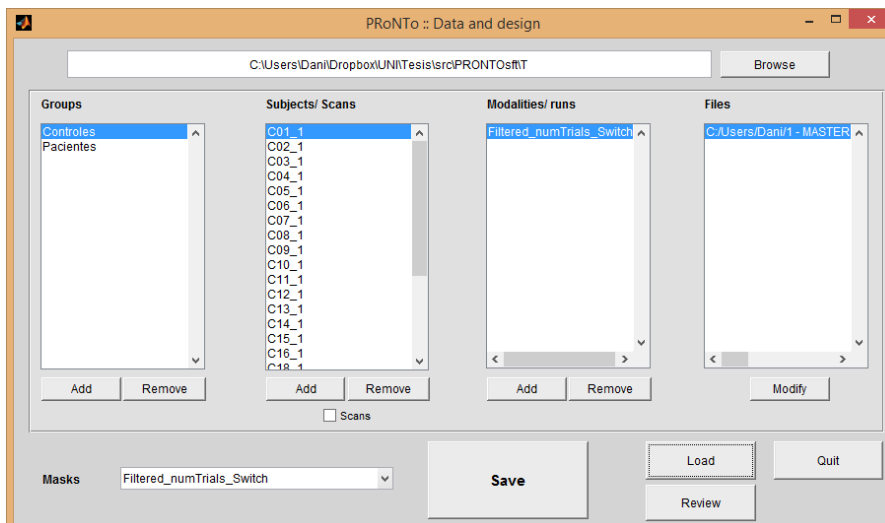 PRoNTo :: Data and design
C:\Users\Dani\Dropbox\UNI\Tesis\src\PRONTOsft\T
Browse
Groups
Subjects/ Scans
Modalities/ runs
Files
Controles
Pacientes
C01_1
C02_1
C03_1
C04_1
C05_1
C06_1
C07_1
C08_1
C09_1
C10_1
C11_1
C12_1
C13_1
C14_1
C15_1
C16_1
C18_1
Filtered_numTrials_Switch
C:/Users/Dani/1 - MASTER
Add
Remove
Add
Remove
Add
Remove
Modify
Scans
Masks
Filtered_numTrials_Switch
Save
Load
Quit
Review